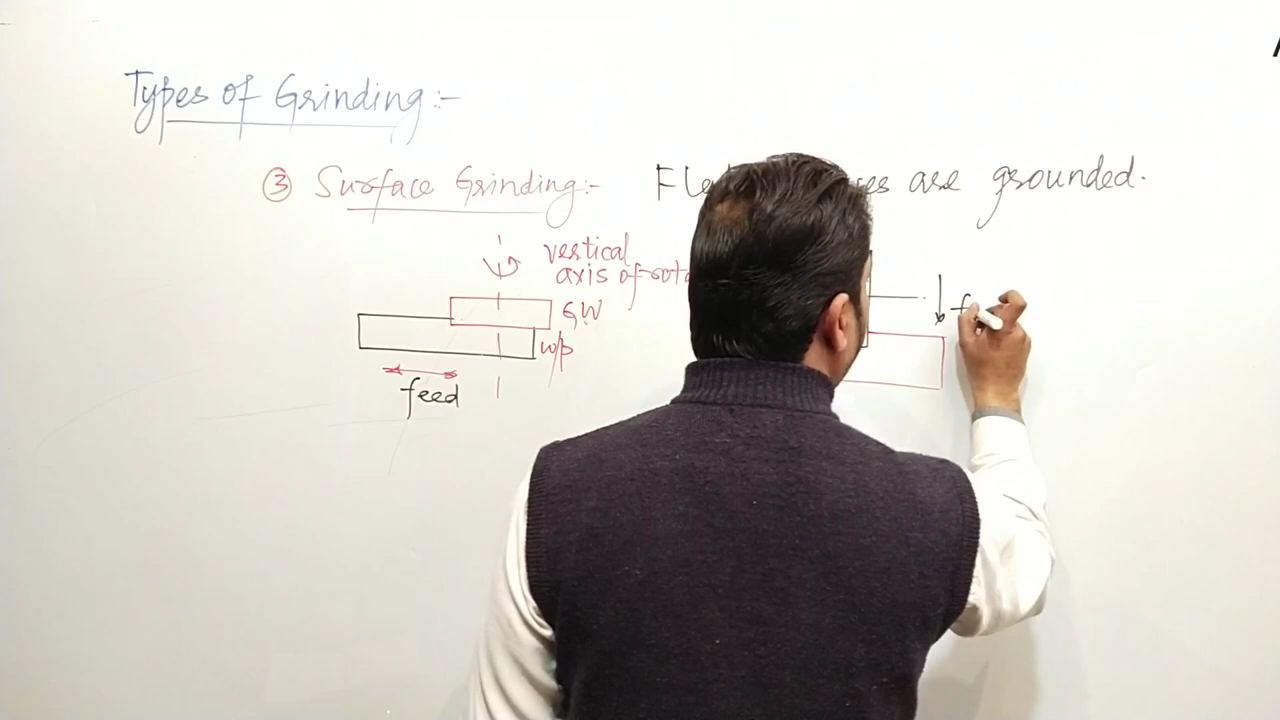 Types of Grinding:-
③ Surface Grinding:- are grounded.
vertical
axis of
GW
w/p
feed
f